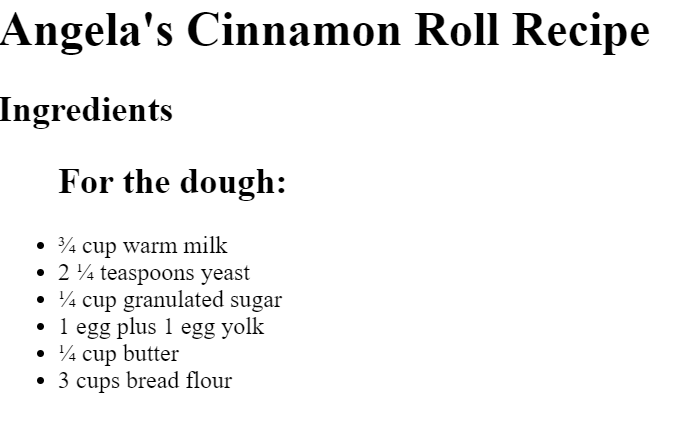 Angela's Cinnamon Roll Recipe
Ingredients
For the dough:
• ¾ cup warm milk
• 2 ¼ teaspoons yeast
• ¼ cup granulated sugar
• 1 egg plus 1 egg yolk
• ¼ cup butter
• 3 cups bread flour